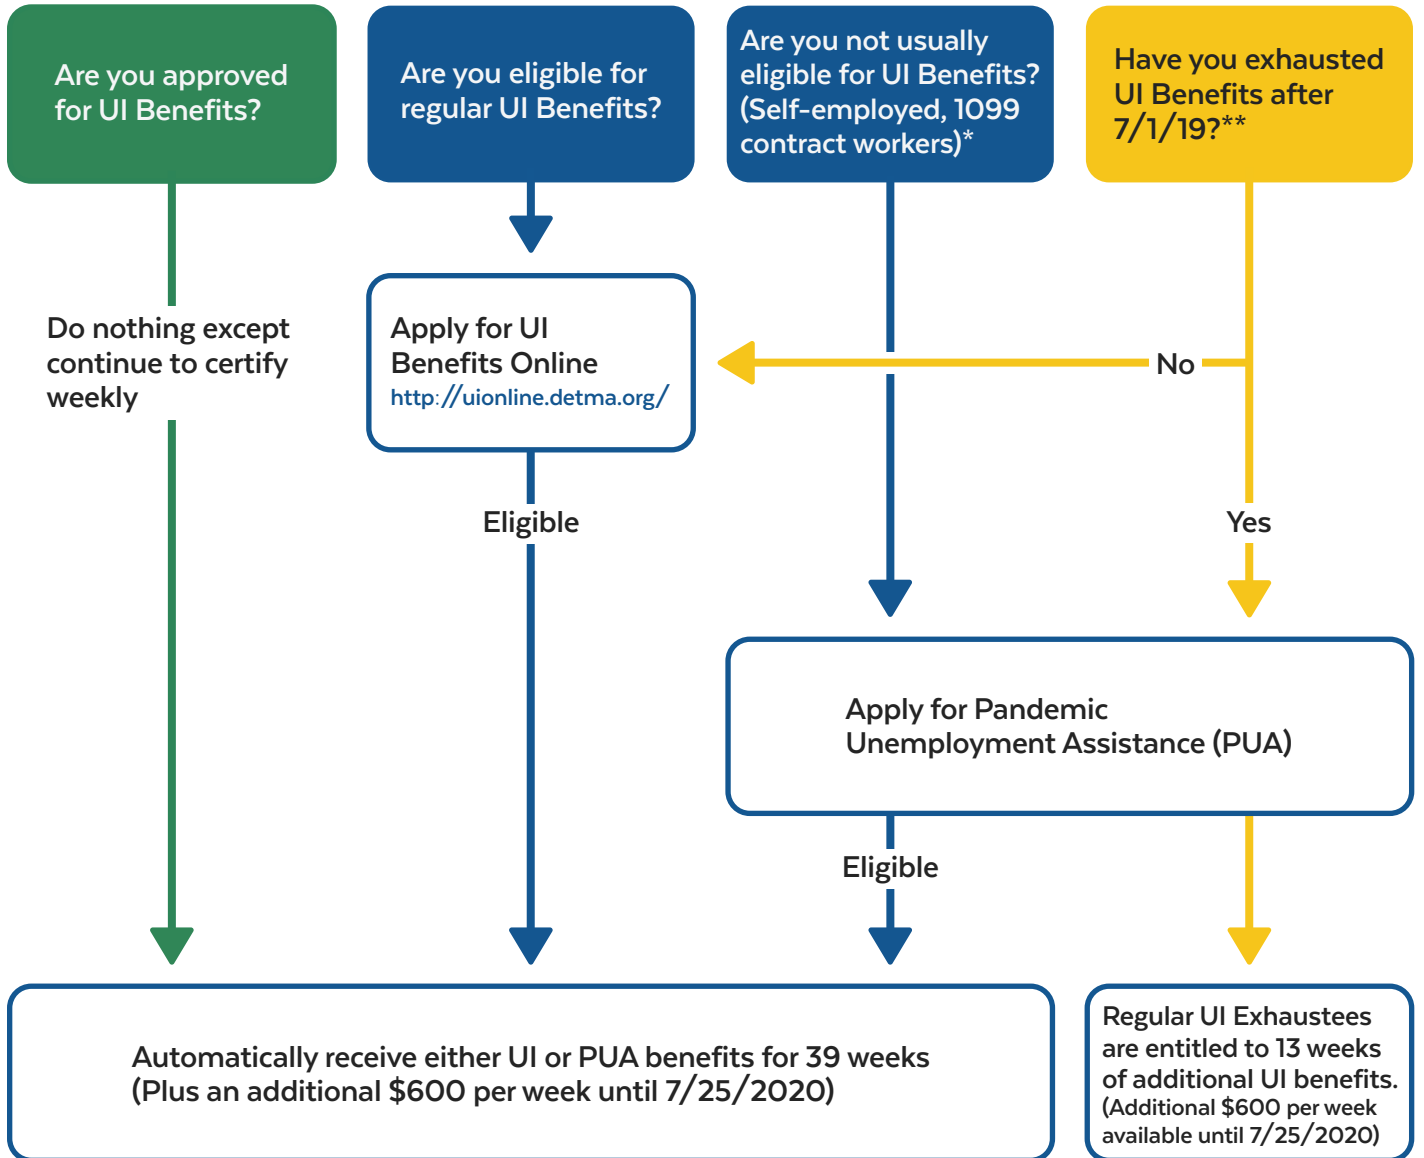 Are you approved
for UI Benefits?
Are you eligible for
regular UI Benefits?
Are you not usually
eligible for UI Benefits?
(Self-employed, 1099
contract workers)*
Have you exhausted
UI Benefits after
7/1/19?**
Do nothing except
continue to certify
weekly
Apply for UI
Benefits Online
http://uionline.detma.org/
No
Eligible
Yes
Apply for Pandemic
Unemployment Assistance (PUA)
Eligible
Automatically receive either UI or PUA benefits for 39 weeks
(Plus an additional $600 per week until 7/25/2020)
Regular UI Exhaustees
are entitled to 13 weeks
of additional UI benefits.
(Additional $600 per week
available until 7/25/2020)